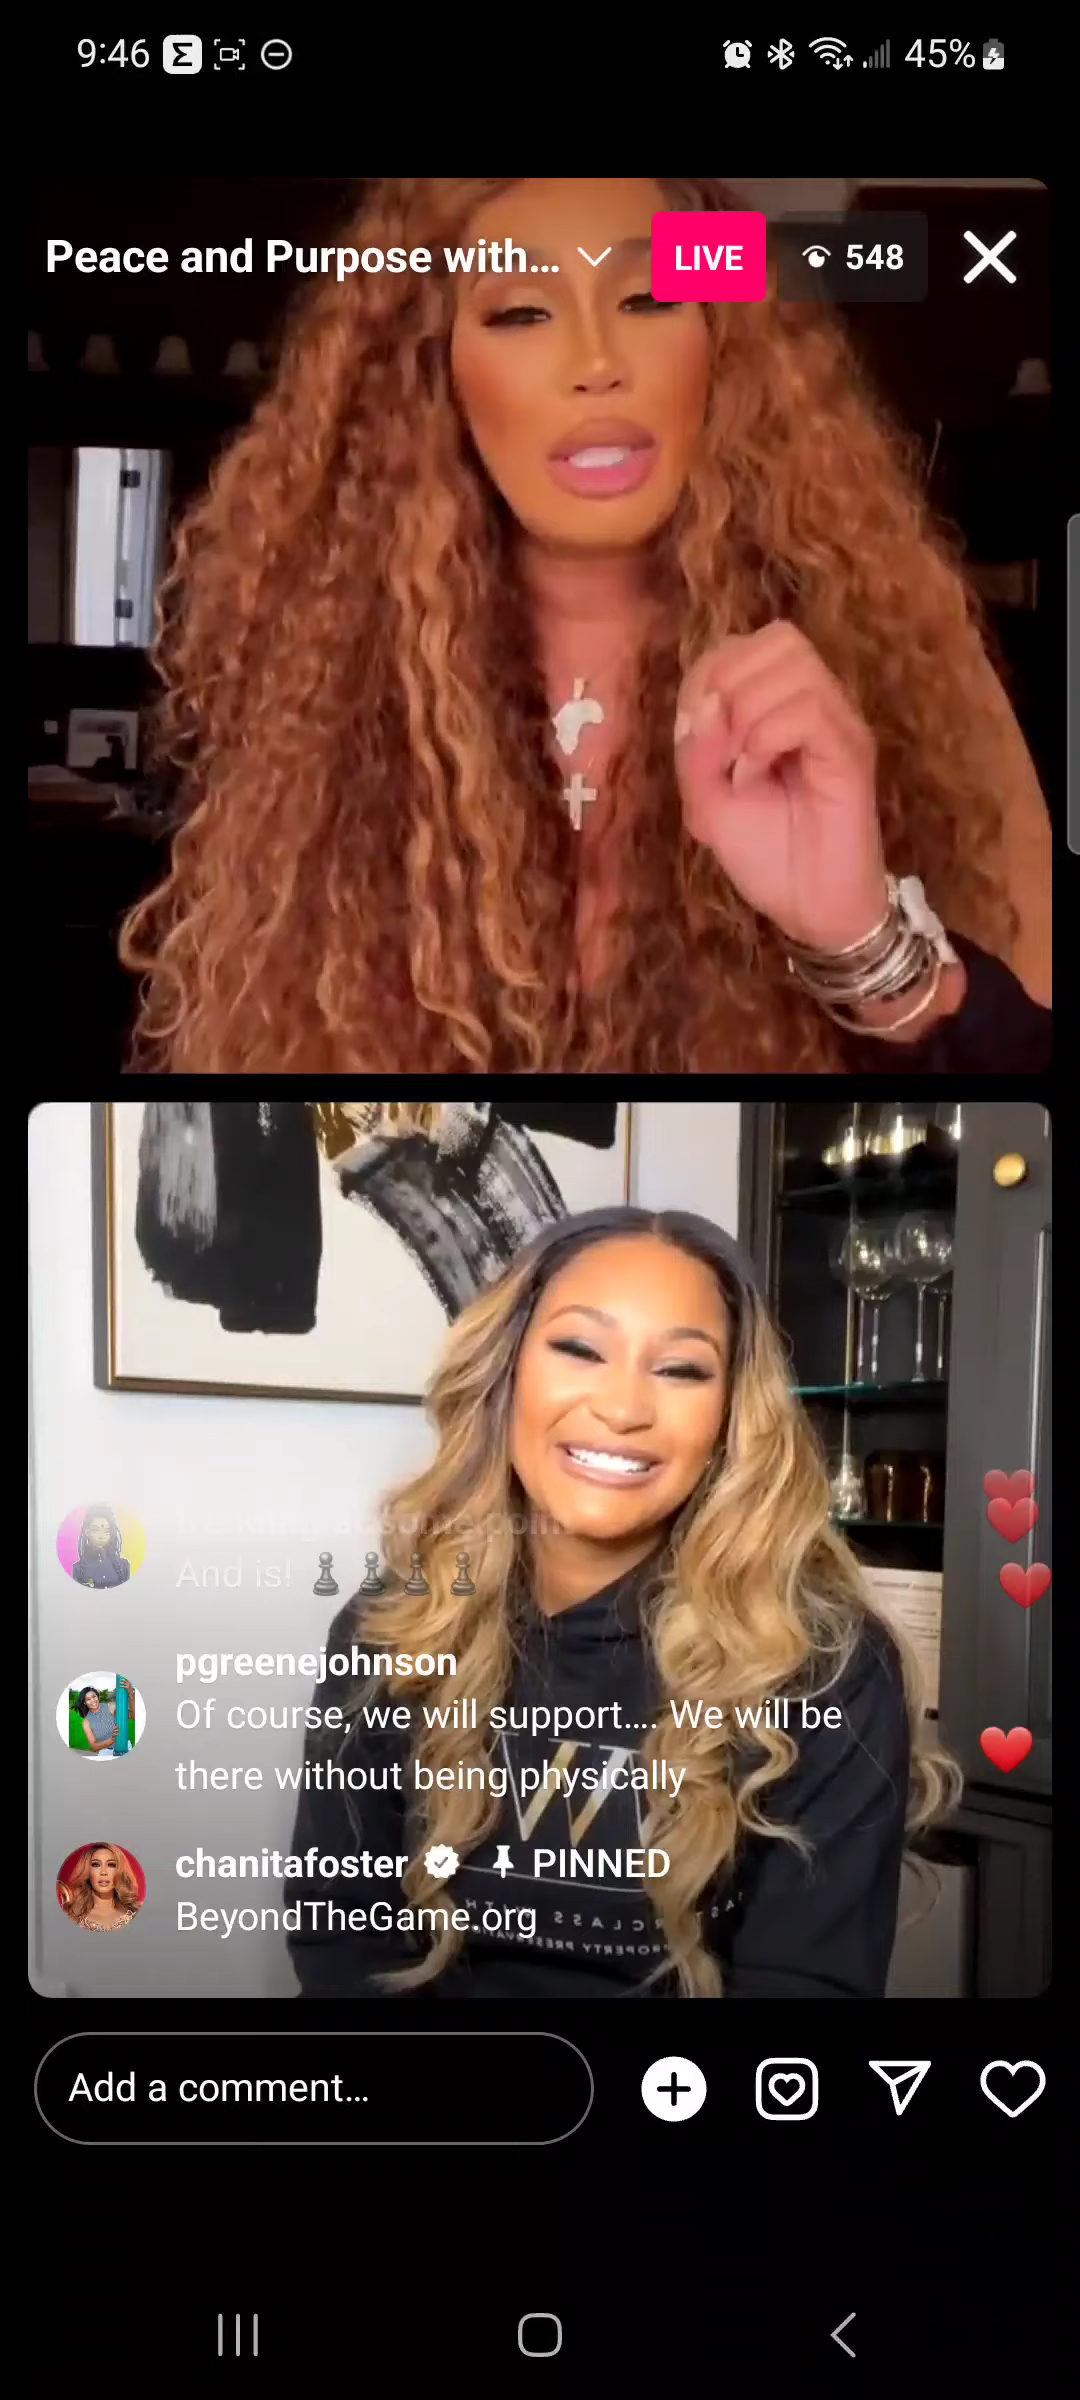 9:46
45%
Peace and Purpose with...
LIVE
548
And is! ♟ ♟ ♟ ♟
pgreenejohnson
Of course, we will support.... We will be
there without being physically
chanitafoster PINNED
BeyondTheGame.org
Add a comment...